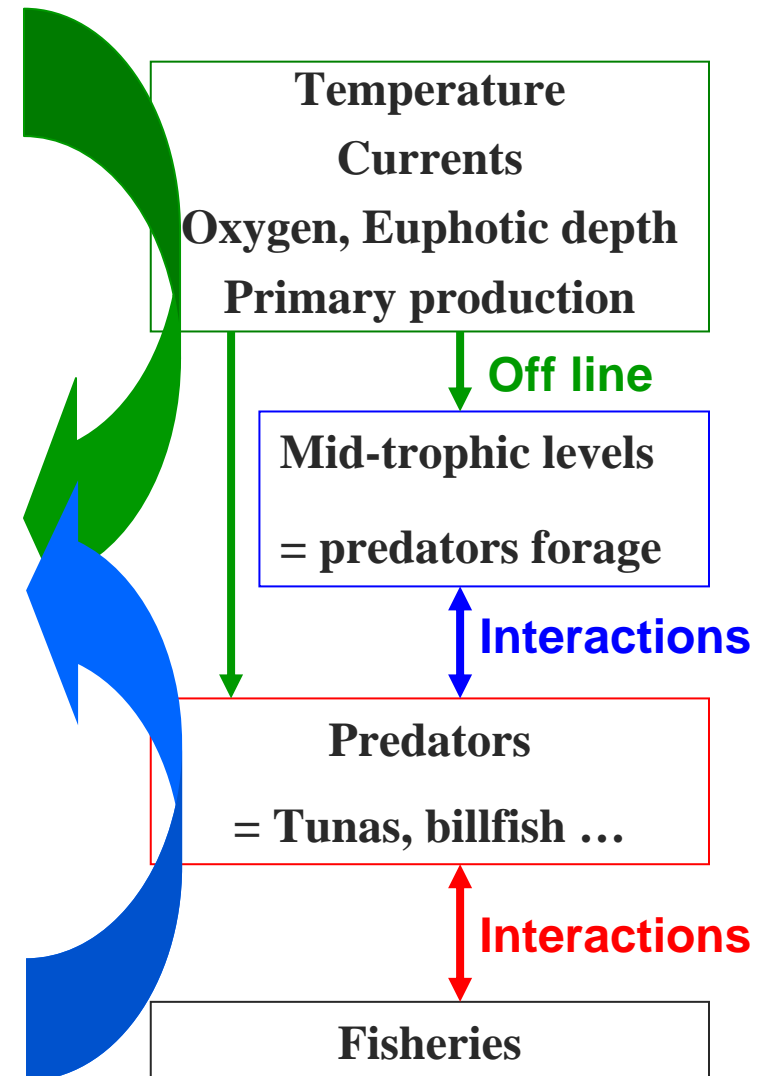 Temperature
Currents
Oxygen, Euphotic depth
Primary production
Off line
Mid-trophic levels
= predators forage
Interactions
Predators
= Tunas, billfish …
Interactions
Fisheries